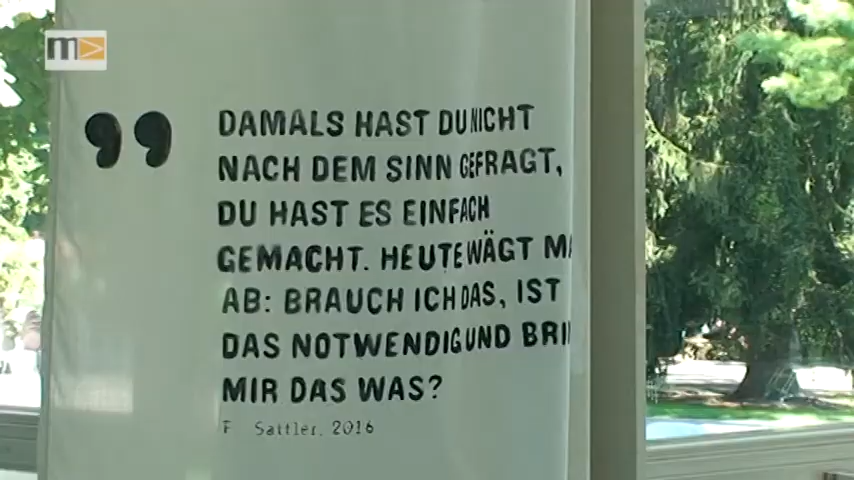 m
”
DAMALS HAST DU NICHT
NACH DEM SINN GEFRAGT,
DU HAST ES EINFACH
GEMACHT. HEUTE WÄGT MA
AB: BRAUCH ICH DAS, IST
DAS NOTWENDIG UND BRI
MIR DAS WAS?
F Sattler, 2016